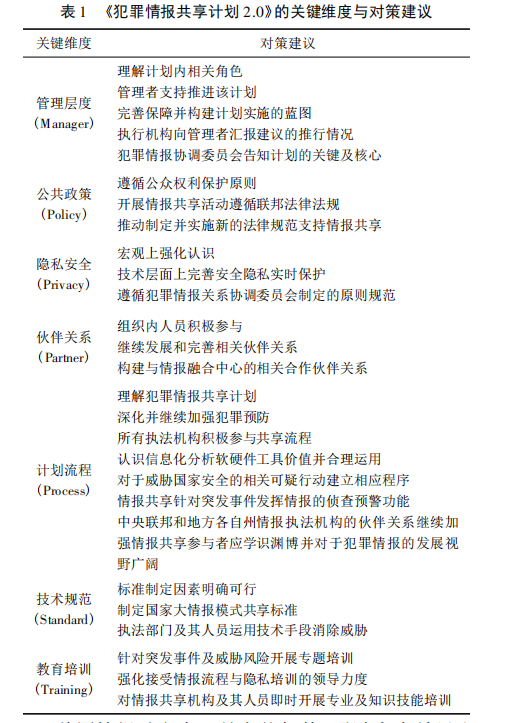 表 1 《犯罪情报共享计划 2.0》的关键维度与对策建议
关键维度 对策建议
理解计划内相关角色
管理者支持推进该计划
管理层度 完善保障并构建计划实施的蓝图
(Manager)
执行机构向管理者汇报建议的推行情况
犯罪情报协调委员会告知计划的关键及核心
遵循公众权利保护原则
公共政策
开展情报共享活动遵循联邦法律法规
(Policy)
推动制定并实施新的法律规范支持情报共享
宏观上强化认识
隐私安全
技术层面上完善安全隐私实时保护
(Privacy)
遵循犯罪情报关系协调委员会制定的原则规范
组织内人员积极参与
伙伴关系
继续发展和完善相关伙伴关系
(Partner)
构建与情报融合中心的相关合作伙伴关系
理解犯罪情报共享计划
深化并继续加强犯罪预防
所有执法机构积极参与共享流程
认识信息化分析软硬件工具价值并合理运用
计划流程
对于威胁国家安全的相关可疑行动建立相应程序
(Process)
情报共享针对突发事件发挥情报的侦查预警功能
中央联邦和地方各自州情报执法机构的伙伴关系继续加
强情报共享参与者应学识渊博并对于犯罪情报的发展视
野广阔
标准制定因素明确可行
技术规范
制定国家大情报模式共享标准
(Standard)
执法部门及其人员运用技术手段消除威胁
针对突发事件及威胁风险开展专题培训
教育培训
强化接受情报流程与隐私培训的领导力度
(Training)
对情报共享机构及其人员即时开展专业及知识技能培训